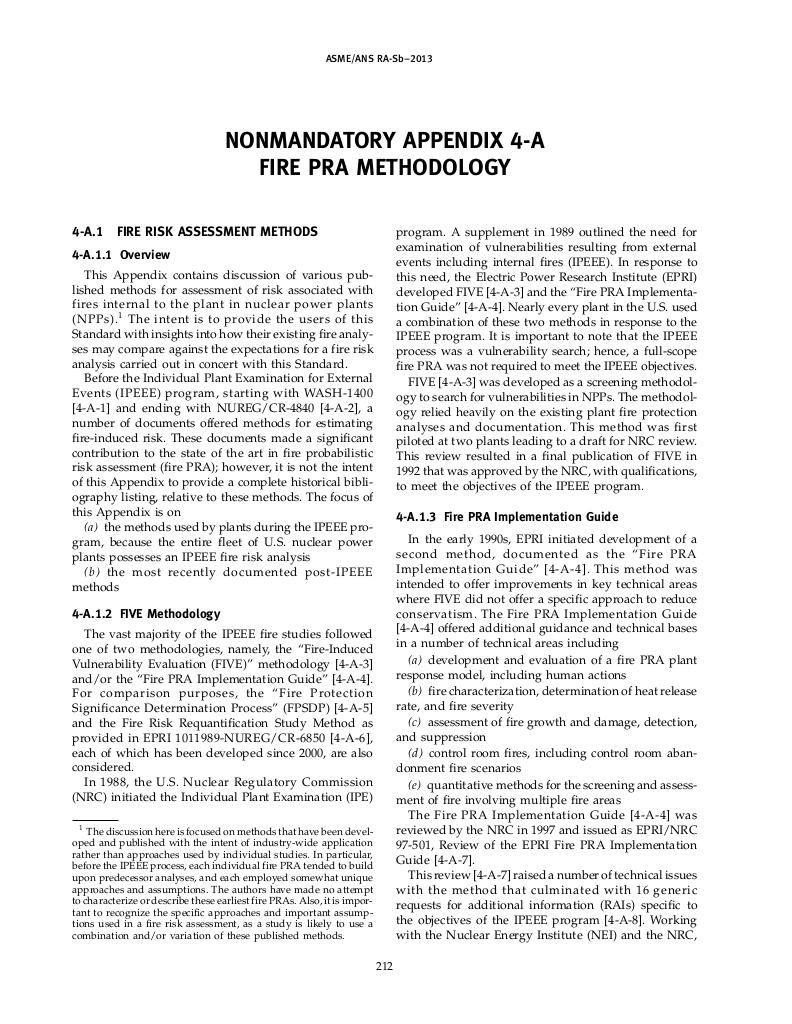 ASME/ANS RA-Sb–2013
NONMANDATORY APPENDIX 4-A
FIRE PRA METHODOLOGY
4-A.1 FIRE RISK ASSESSMENT METHODS
4-A.1.1 Overview
This Appendix contains discussion of various pub-
lished methods for assessment of risk associated with
fires internal to the plant in nuclear power plants
(NPPs).1 The intent is to provide the users of this
Standard with insights into how their existing fire analy-
ses may compare against the expectations for a fire risk
analysis carried out in concert with this Standard.
Before the Individual Plant Examination for External
Events (IPEEE) program, starting with WASH-1400
[4-A-1] and ending with NUREG/CR-4840 [4-A-2], a
number of documents offered methods for estimating
fire-induced risk. These documents made a significant
contribution to the state of the art in fire probabilistic
risk assessment (fire PRA); however, it is not the intent
of this Appendix to provide a complete historical bibli-
ography listing, relative to these methods. The focus of
this Appendix is on
(a) the methods used by plants during the IPEEE pro-
gram, because the entire fleet of U.S. nuclear power
plants possesses an IPEEE fire risk analysis
(b) the most recently documented post-IPEEE
methods
4-A.1.2 FIVE Methodology
The vast majority of the IPEEE fire studies followed
one of two methodologies, namely, the “Fire-Induced
Vulnerability Evaluation (FIVE)” methodology [4-A-3]
and/or the “Fire PRA Implementation Guide” [4-A-4].
For comparison purposes, the “Fire Protection
Significance Determination Process” (FPSDP) [4-A-5]
and the Fire Risk Requantification Study Method as
provided in EPRI 1011989-NUREG/CR-6850 [4-A-6],
each of which has been developed since 2000, are also
considered.
In 1988, the U.S. Nuclear Regulatory Commission
(NRC) initiated the Individual Plant Examination (IPE)
1 The discussion here is focused on methods that have been devel-
oped and published with the intent of industry-wide application
rather than approaches used by individual studies. In particular,
before the IPEEE process, each individual fire PRA tended to build
upon predecessor analyses, and each employed somewhat unique
approaches and assumptions. The authors have made no attempt
to characterize or describe these earliest fire PRAs. Also, it is impor-
tant to recognize the specific approaches and important assump-
tions used in a fire risk assessment, as a study is likely to use a
combination and/or variation of these published methods.
program. A supplement in 1989 outlined the need for
examination of vulnerabilities resulting from external
events including internal fires (IPEEE). In response to
this need, the Electric Power Research Institute (EPRI)
developed FIVE [4-A-3] and the “Fire PRA Implementa-
tion Guide” [4-A-4]. Nearly every plant in the U.S. used
a combination of these two methods in response to the
IPEEE program. It is important to note that the IPEEE
process was a vulnerability search; hence, a full-scope
fire PRA was not required to meet the IPEEE objectives.
FIVE [4-A-3] was developed as a screening methodol-
ogy to search for vulnerabilities in NPPs. The methodol-
ogy relied heavily on the existing plant fire protection
analyses and documentation. This method was first
piloted at two plants leading to a draft for NRC review.
This review resulted in a final publication of FIVE in
1992 that was approved by the NRC, with qualifications,
to meet the objectives of the IPEEE program.
4-A.1.3 Fire PRA Implementation Guide
In the early 1990s, EPRI initiated development of a
second method, documented as the “Fire PRA
Implementation Guide” [4-A-4]. This method was
intended to offer improvements in key technical areas
where FIVE did not offer a specific approach to reduce
conservatism. The Fire PRA Implementation Guide
[4-A-4] offered additional guidance and technical bases
in a number of technical areas including
(a) development and evaluation of a fire PRA plant
response model, including human actions
(b) fire characterization, determination of heat release
rate, and fire severity
(c) assessment of fire growth and damage, detection,
and suppression
(d) control room fires, including control room aban-
donment fire scenarios
(e) quantitative methods for the screening and assess-
ment of fire involving multiple fire areas
The Fire PRA Implementation Guide [4-A-4] was
reviewed by the NRC in 1997 and issued as EPRI/NRC
97-501, Review of the EPRI Fire PRA Implementation
Guide [4-A-7].
This review [4-A-7] raised a number of technical issues
with the method that culminated with 16 generic
requests for additional information (RAIs) specific to
the objectives of the IPEEE program [4-A-8]. Working
with the Nuclear Energy Institute (NEI) and the NRC,
212